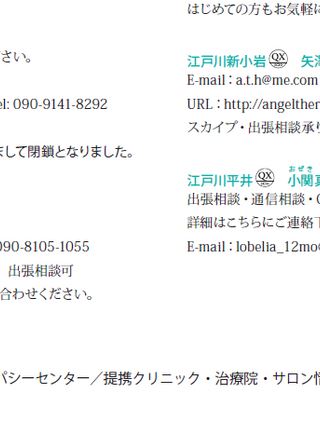 さい。
el: 090-9141-8292
まして閉鎖となりました。
090-8105-1055
出張相談可
合わせください。
はじめての方もお気軽に
江戸川新小岩 QX 矢澤
E-mail : a.t.h@me.com
URL : http://angelther
スカイプ・出張相談承り
おぜき
江戸川平井 QX 小関真
出張相談・通信相談・
詳細はこちらにご連絡下
E-mail : lobelia_12mo@
パシーセンター／提携クリニック・治療院・サロン情